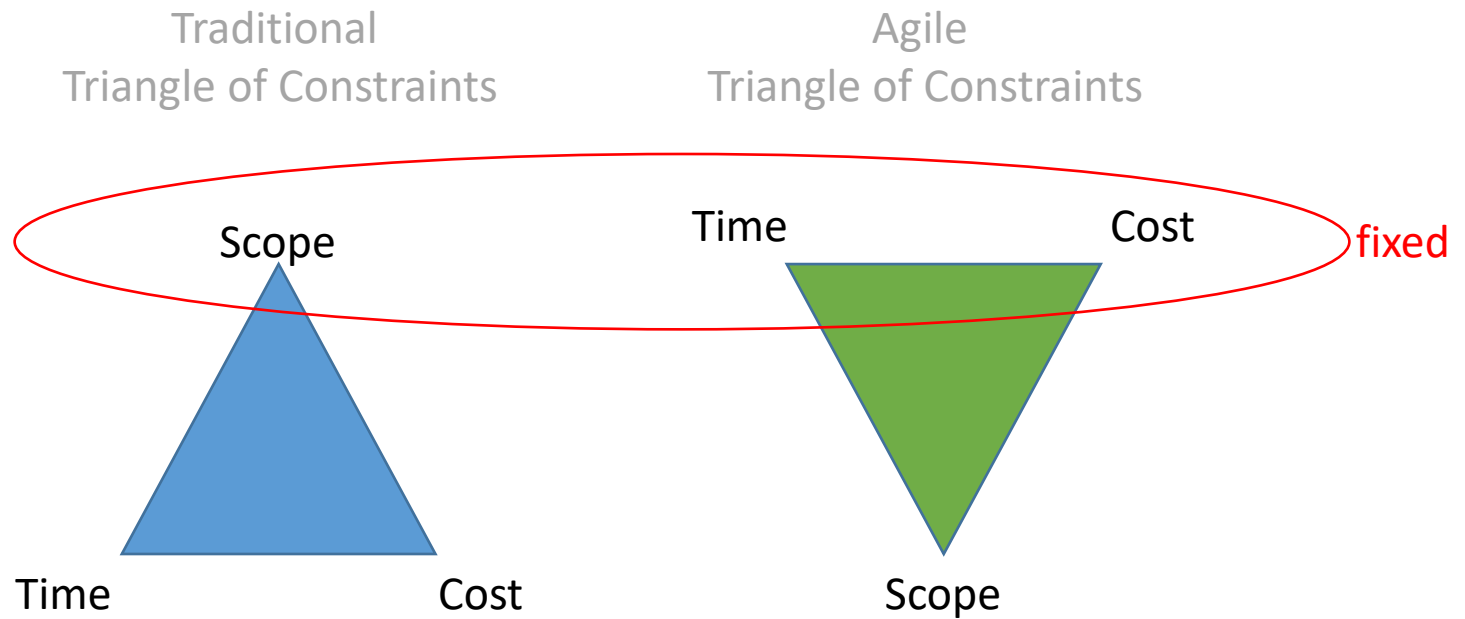 Traditional
Triangle of Constraints
Agile
Triangle of Constraints
Scope
Time
Cost
fixed
Time
Cost
Scope